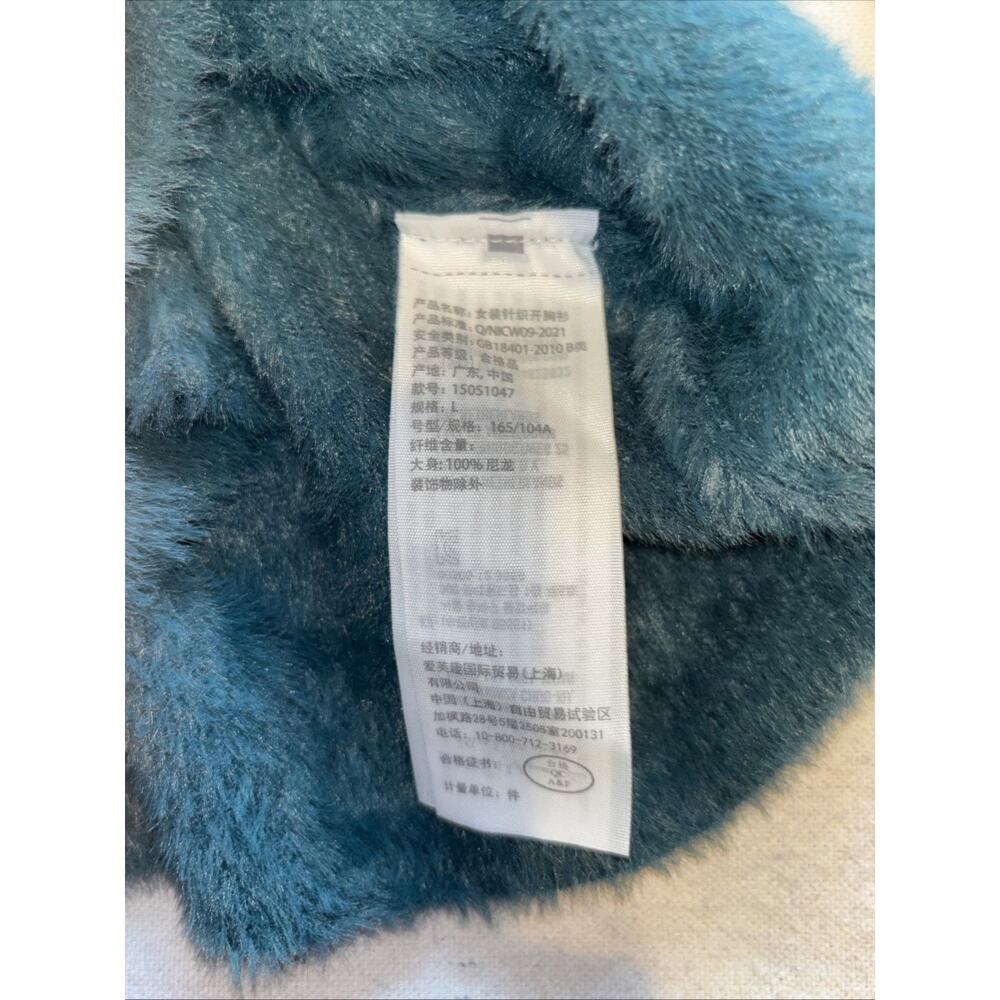 产品名称: 女装针织开胸衫
产品标准: Q/NKW09-2021
安全类别: GB18401-2010 B类
产品等级: 合格品
产地: 广东, 中国
款号: 15051047
规格: L
号型/规格: 165/104A
纤维含量:
大身: 100% 尼龙
装饰物除外
经销商/地址:
爱芙趣国际贸易(上海)
有限公司
中国 (上海) 自由贸易试验区
加枫路28号5层2505室200131
电话: 10-800-712-3169
合格证书:
合格
QC
A&F
计量单位: 件